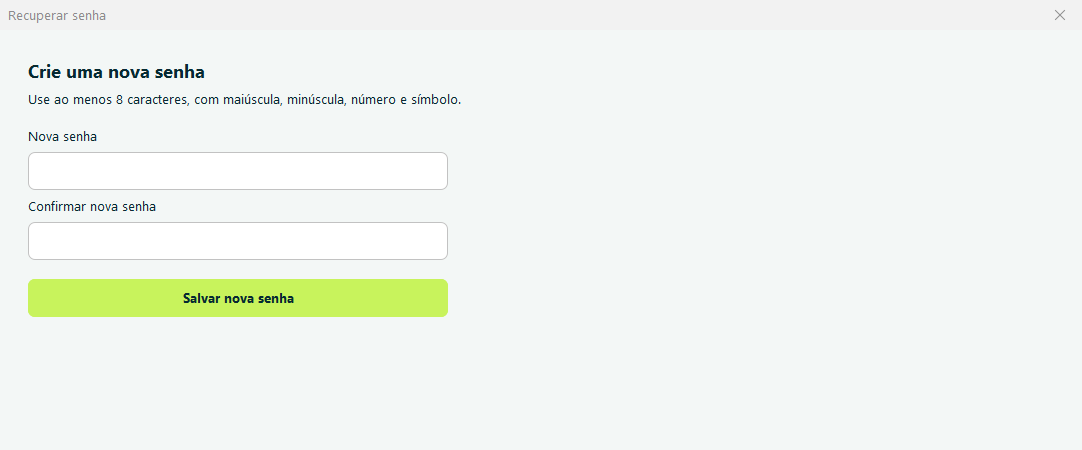 Recuperar senha
Crie uma nova senha
Use ao menos 8 caracteres, com maiúscula, minúscula, número e símbolo.
Nova senha
Confirmar nova senha
Salvar nova senha